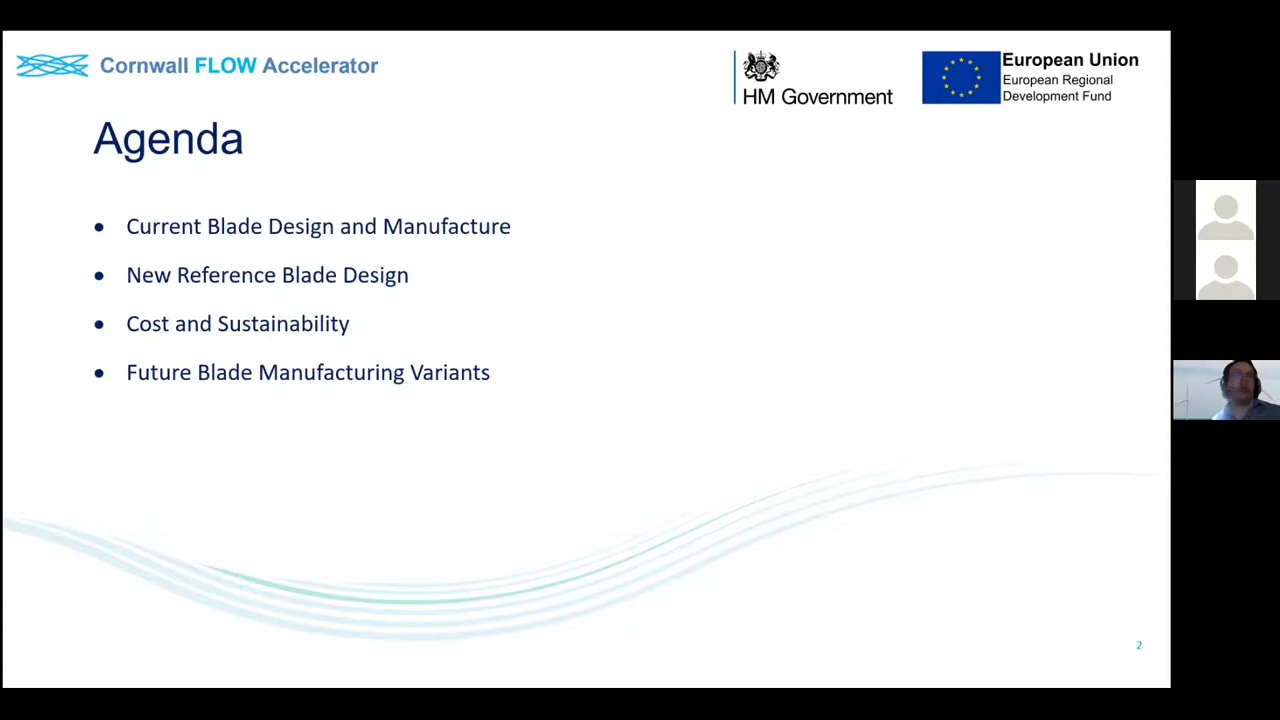 Cornwall FLOW Accelerator
HM Government
European Union
European Regional
Development Fund
Agenda
• Current Blade Design and Manufacture
• New Reference Blade Design
• Cost and Sustainability
• Future Blade Manufacturing Variants
2